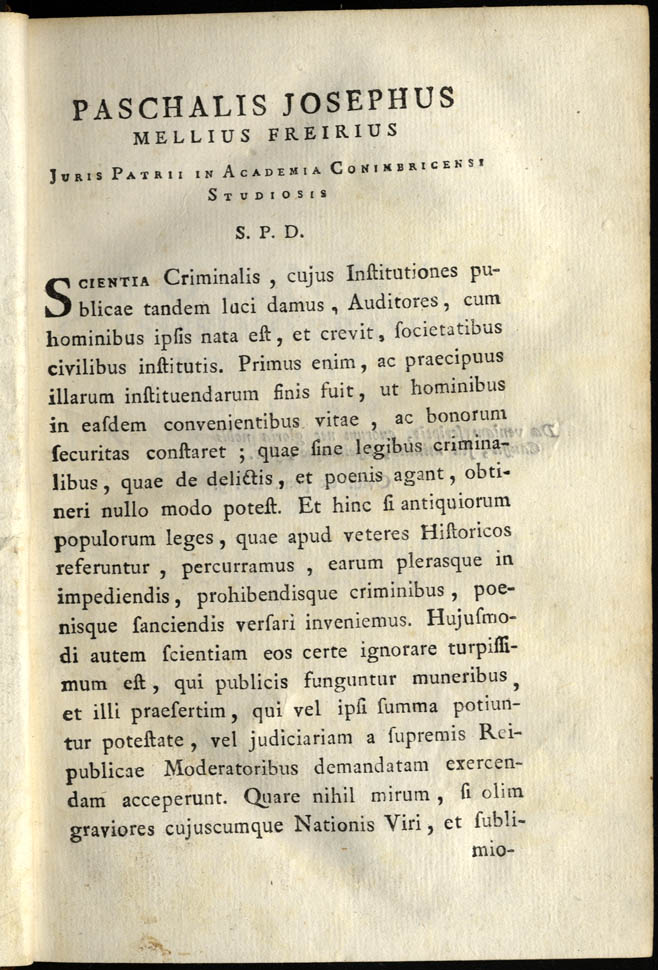 PASCHALIS JOSEPHUS
MELLIUS FREIRIUS
JURIS PATRII IN ACADEMIA CONIMBRICENSI
STUDIOSIS
S. P. D.
SCIENTIA Criminalis , cujus Inſtitutiones pu-
blicae tandem luci damus , Auditores , cum
hominibus ipſis nata eſt , et crevit , ſocietatibus
civilibus inſtitutis. Primus enim , ac praecipuus
illarum inſtituendarum finis fuit , ut hominibus
in eaſdem convenientibus vitae , ac bonorum
ſecuritas conſtaret ; quae ſine legibus crimina-
libus , quae de delictis , et poenis agant , obti-
neri nullo modo poteſt. Et hinc ſi antiquiorum
populorum leges , quae apud veteres Hiſtoricos
referuntur , percurramus , earum plerasque in
impediendis , prohibendisque criminibus , poe-
nisque ſanciendis verſari inveniemus. Hujuſmo-
di autem ſcientiam eos certe ignorare turpiſſi-
mum eſt , qui publicis funguntur muneribus ,
et illi praeſertim , qui vel ipſi ſumma potiun-
tur poteſtate , vel judiciariam a ſupremis Rei-
publicae Moderatoribus demandatam exercen-
dam acceperunt. Quare nihil mirum , ſi olim
graviores cujuscumque Nationis Viri , et ſubli-
mio-